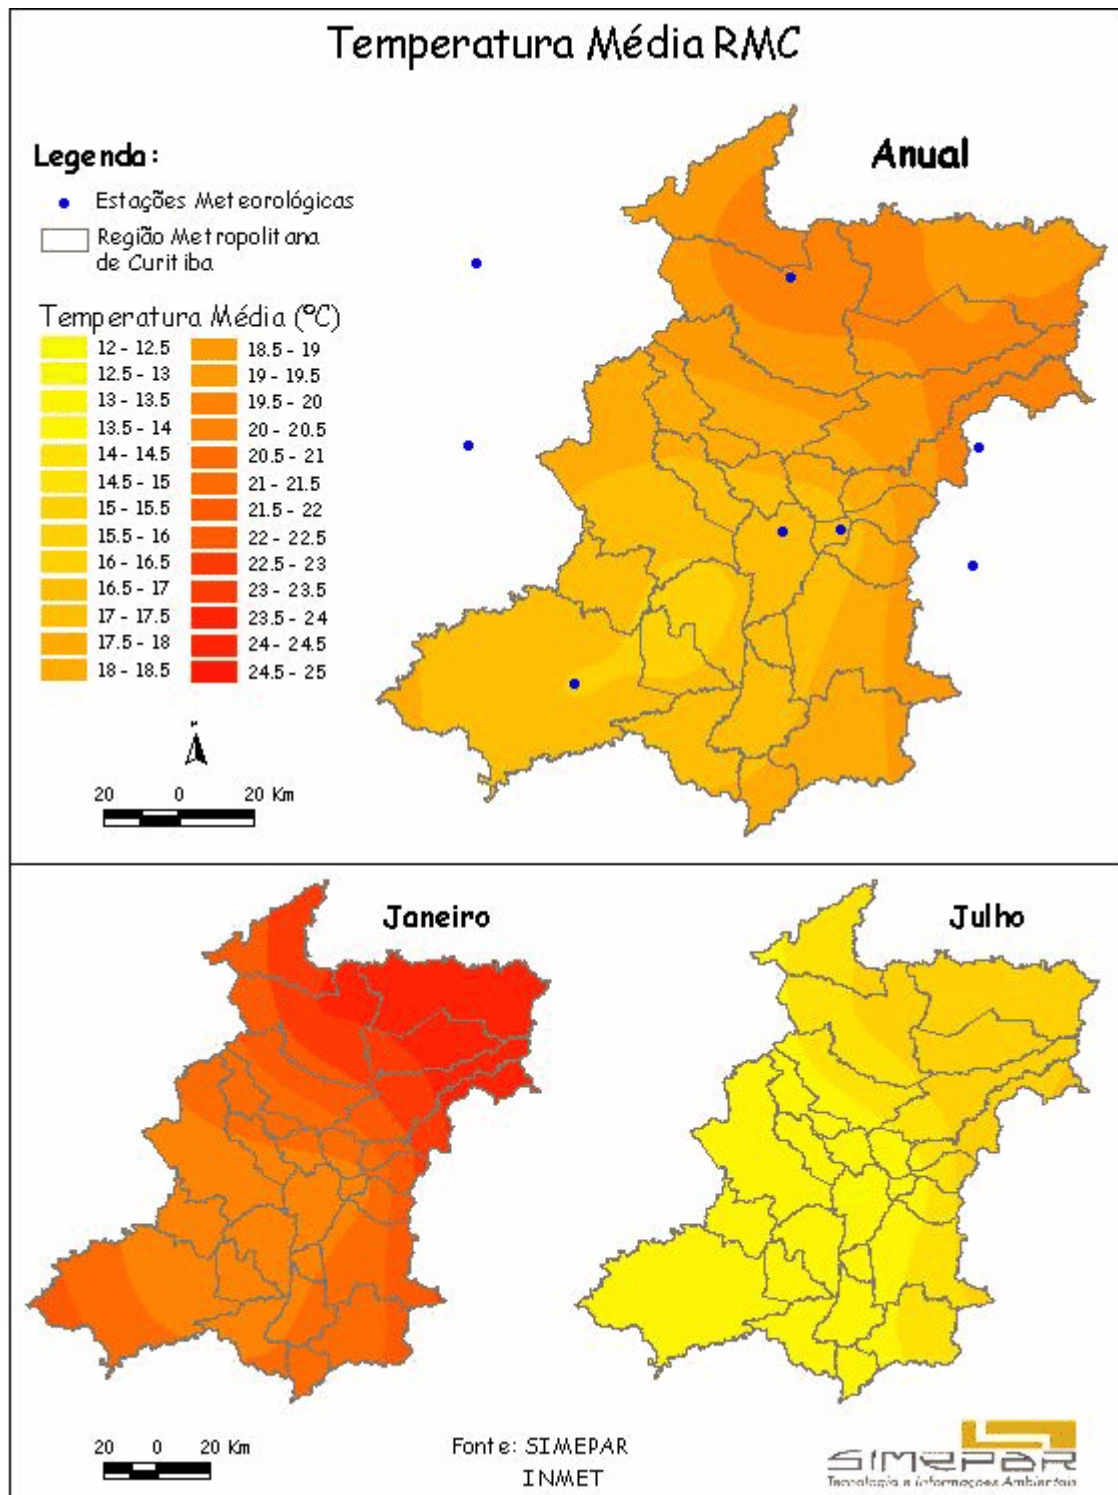 Temperatura Média RMC
Anual
Legenda:
Estações Meteorológicas
Região Metropolitana
de Curitiba
Temperatura Média (ºC)
12 - 12.5
12.5 - 13
13 - 13.5
13.5 - 14
14 - 14.5
14.5 - 15
15 - 15.5
15.5 - 16
16 - 16.5
16.5 - 17
17 - 17.5
17.5 - 18
18 - 18.5
18.5 - 19
19 - 19.5
19.5 - 20
20 - 20.5
20.5 - 21
21 - 21.5
21.5 - 22
22 - 22.5
22.5 - 23
23 - 23.5
23.5 - 24
24 - 24.5
24.5 - 25
20 0 20 Km
Janeiro
Julho
20 0 20 Km
Fonte: SIMEPAR
INMET
SIMEPAR
Tecnologia e Informações Ambientais